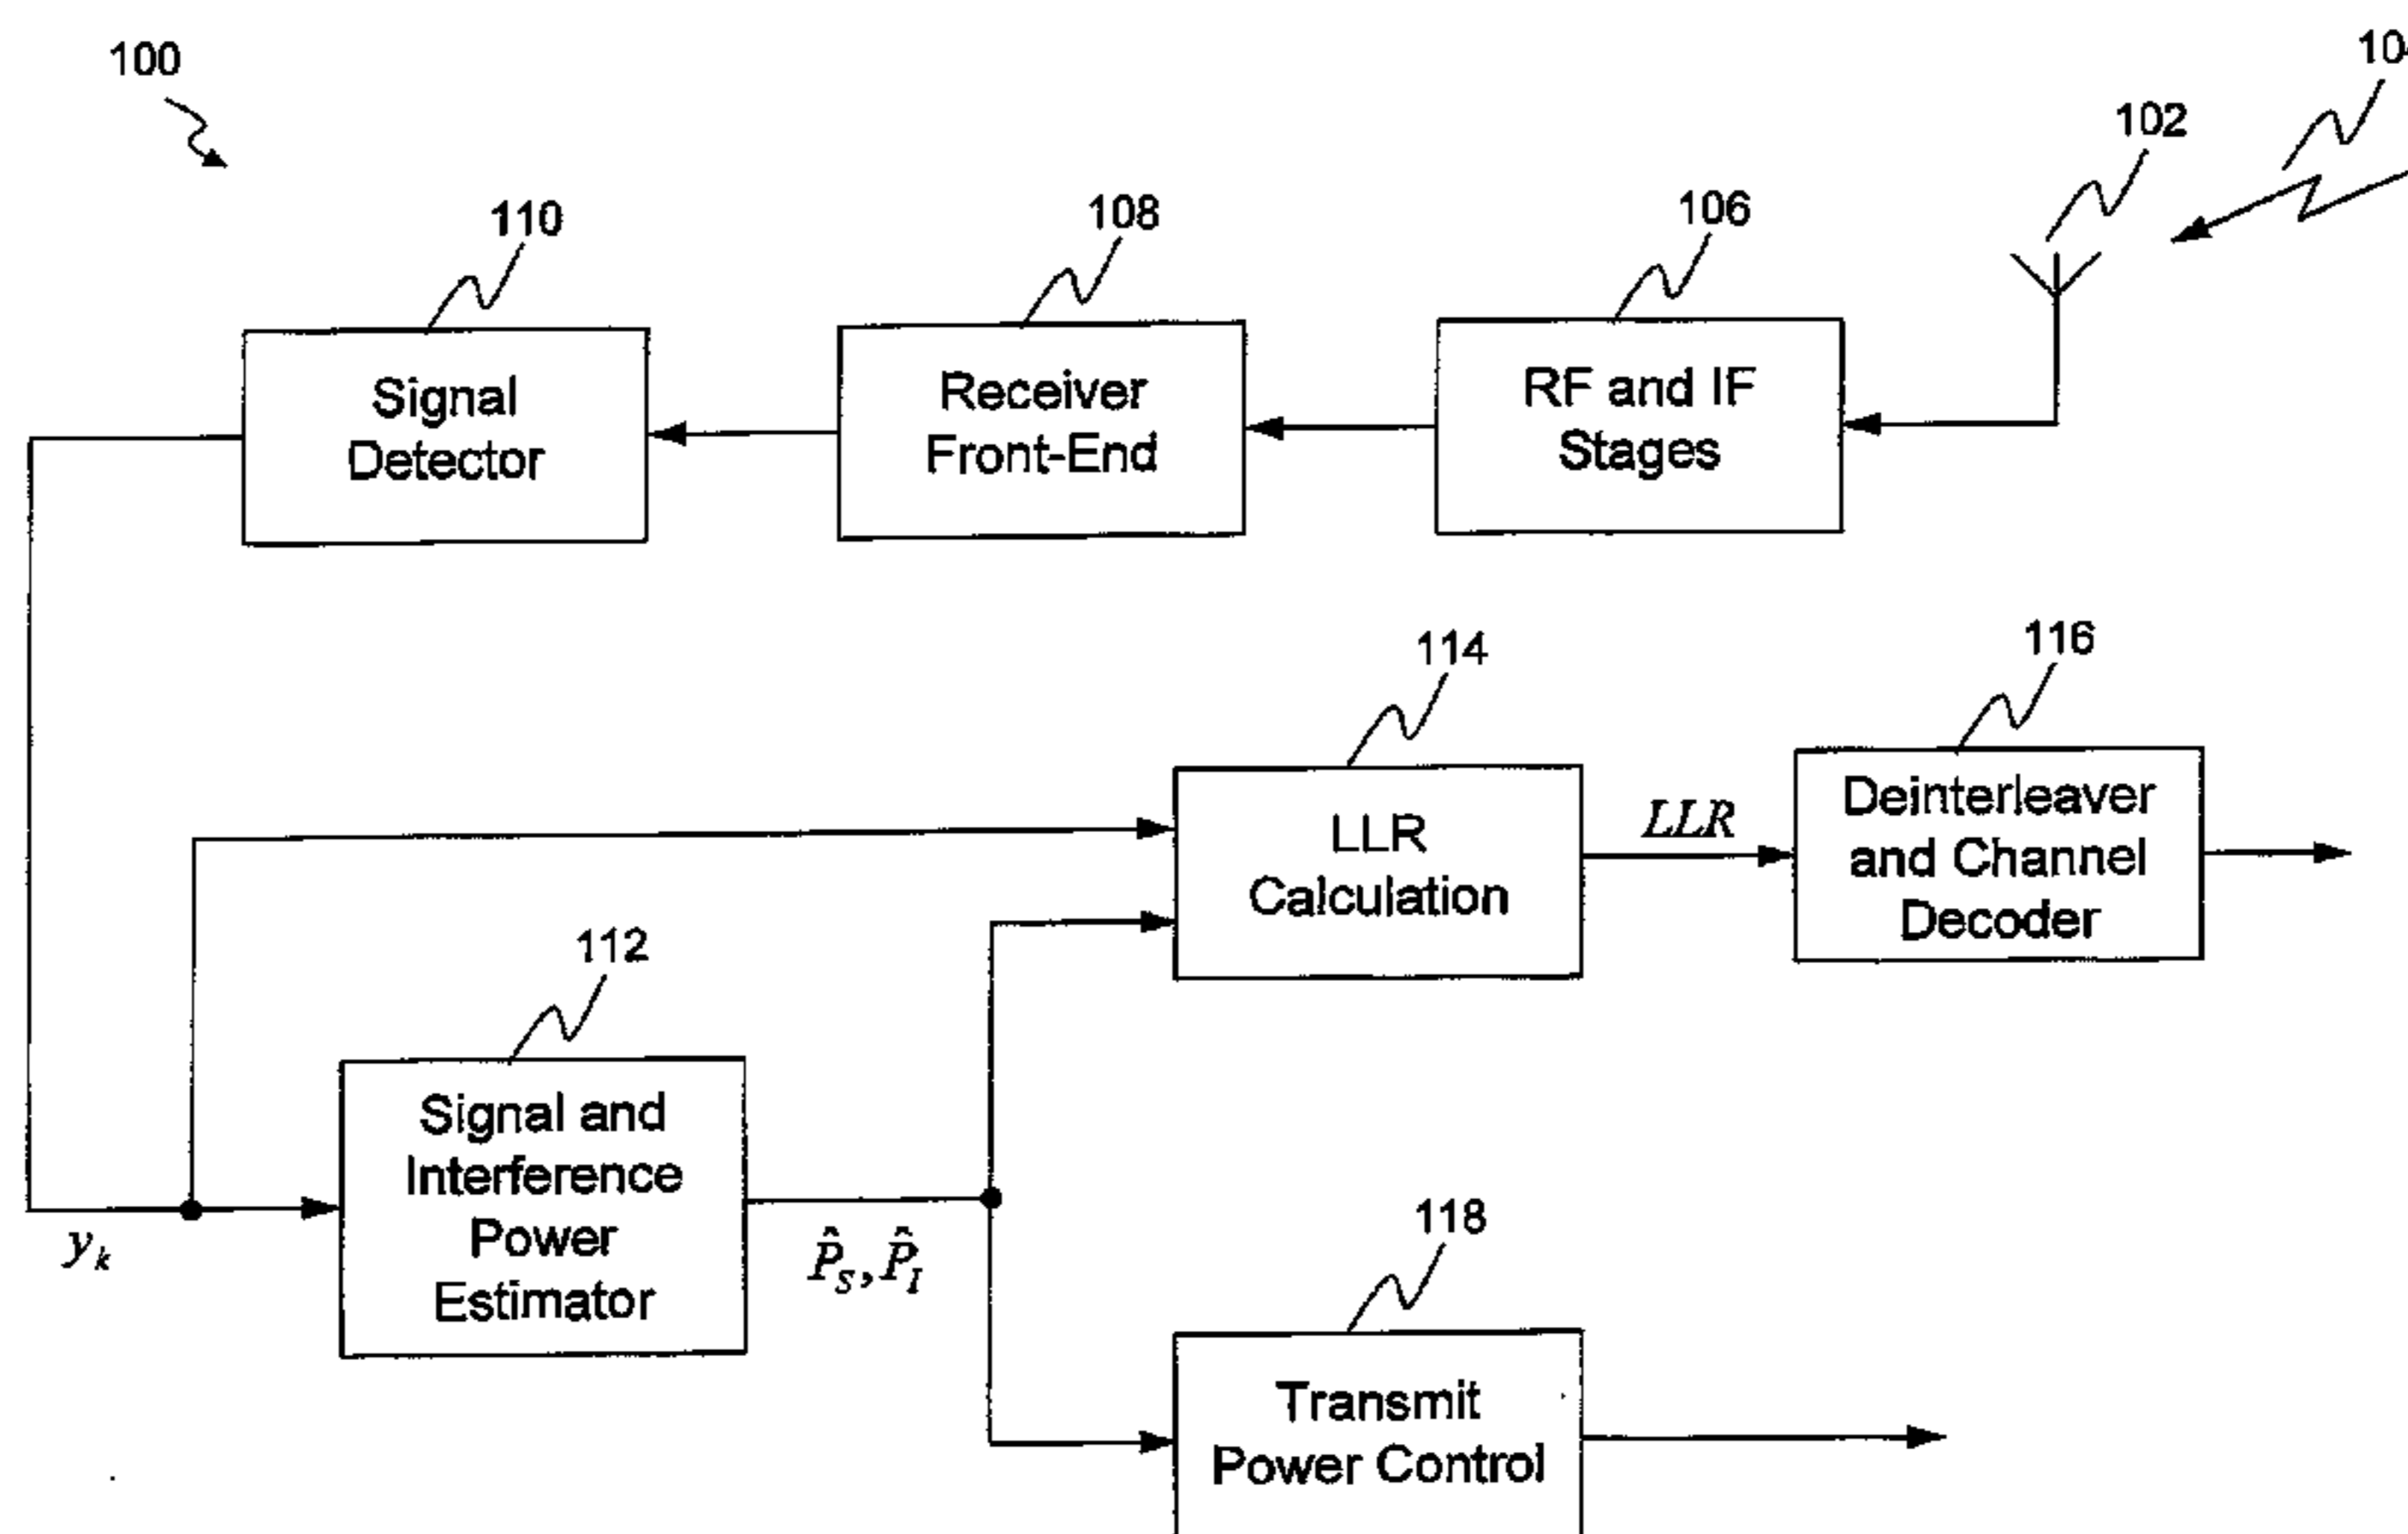 100
104
102
110
108
106
Signal
Detector
Receiver
Front-End
RF and IF
Stages
114
116
LLR
Calculation
LLR
Deinterleaver
and Channel
Decoder
112
Signal and
Interference
Power
Estimator
y_k
P̂_S, P̂_I
118
Transmit
Power Control